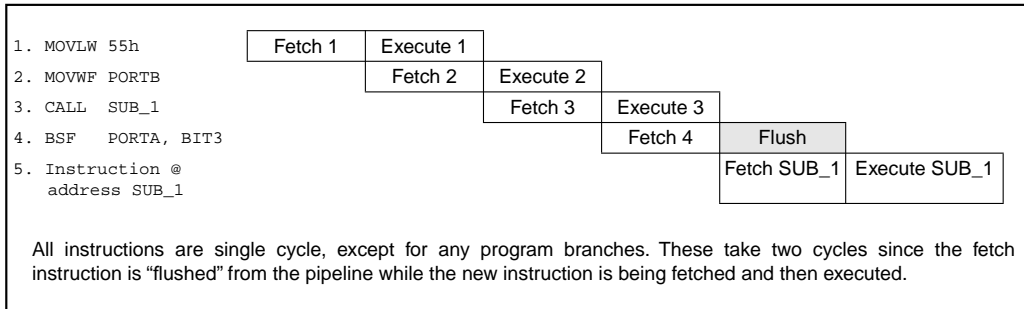 1. MOVLW 55h Fetch 1 Execute 1
2. MOVWF PORTB Fetch 2 Execute 2
3. CALL SUB_1 Fetch 3 Execute 3
4. BSF PORTA, BIT3 Fetch 4 Flush
5. Instruction @ Fetch SUB_1 Execute SUB_1
address SUB_1
All instructions are single cycle, except for any program branches. These take two cycles since the fetch
instruction is “flushed” from the pipeline while the new instruction is being fetched and then executed.